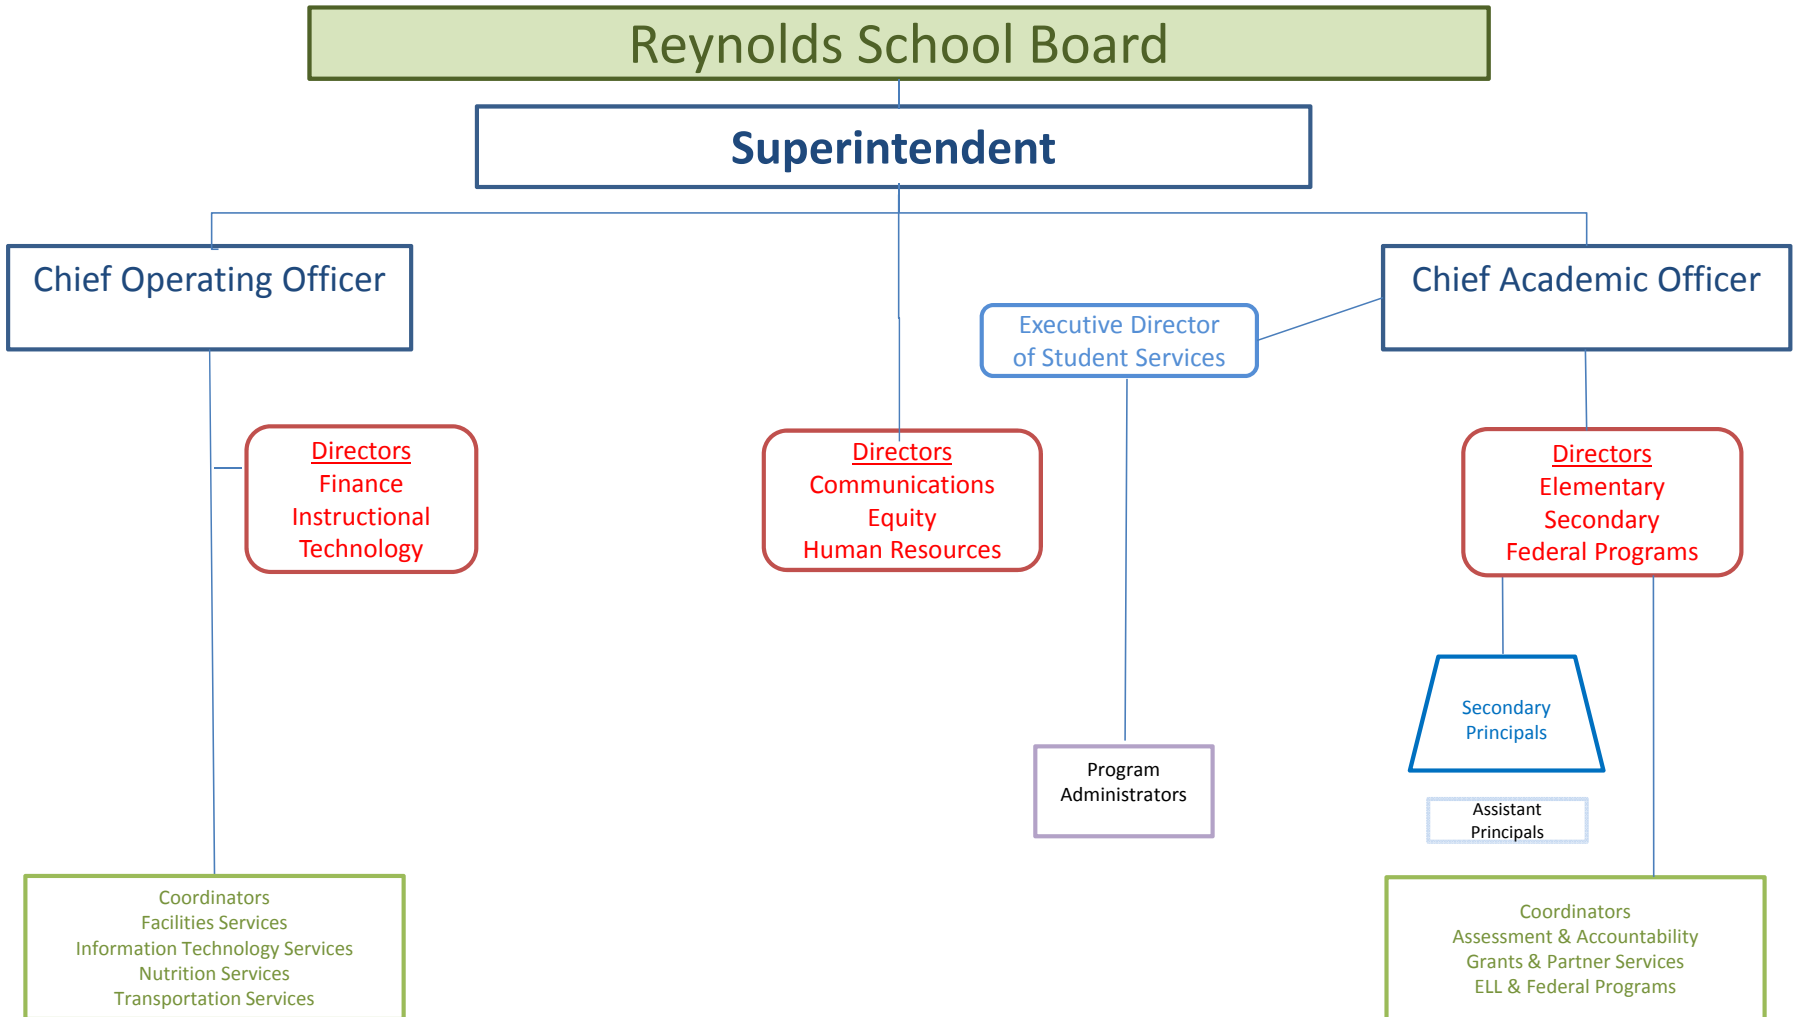 Reynolds School Board
Superintendent
Chief Operating Officer
Chief Academic Officer
Executive Director
of Student Services
Directors
Finance
Instructional
Technology
Directors
Communications
Equity
Human Resources
Directors
Elementary
Secondary
Federal Programs
Secondary
Principals
Program
Administrators
Assistant
Principals
Coordinators
Facilities Services
Information Technology Services
Nutrition Services
Transportation Services
Coordinators
Assessment & Accountability
Grants & Partner Services
ELL & Federal Programs